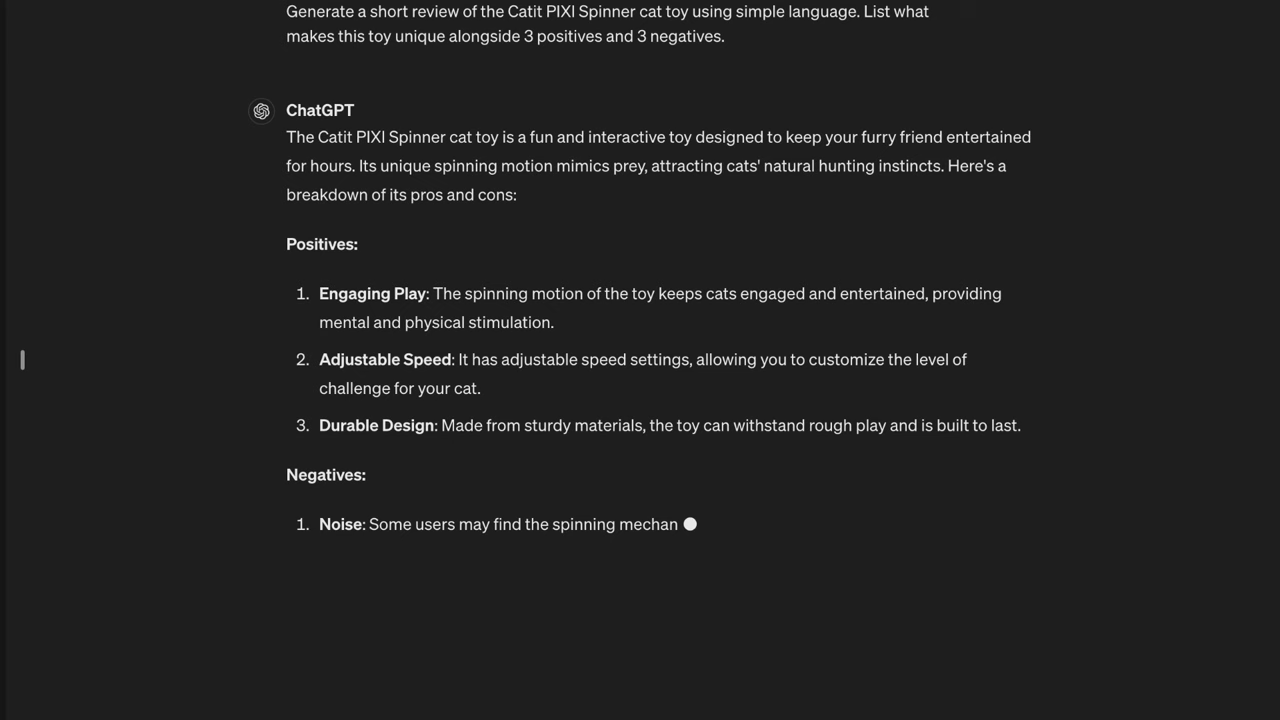 Generate a short review of the Catit PIXI Spinner cat toy using simple language. List what
makes this toy unique alongside 3 positives and 3 negatives.
ChatGPT
The Catit PIXI Spinner cat toy is a fun and interactive toy designed to keep your furry friend entertained
for hours. Its unique spinning motion mimics prey, attracting cats' natural hunting instincts. Here's a
breakdown of its pros and cons:
Positives:
1. Engaging Play: The spinning motion of the toy keeps cats engaged and entertained, providing
mental and physical stimulation.
2. Adjustable Speed: It has adjustable speed settings, allowing you to customize the level of
challenge for your cat.
3. Durable Design: Made from sturdy materials, the toy can withstand rough play and is built to last.
Negatives:
1. Noise: Some users may find the spinning mechan